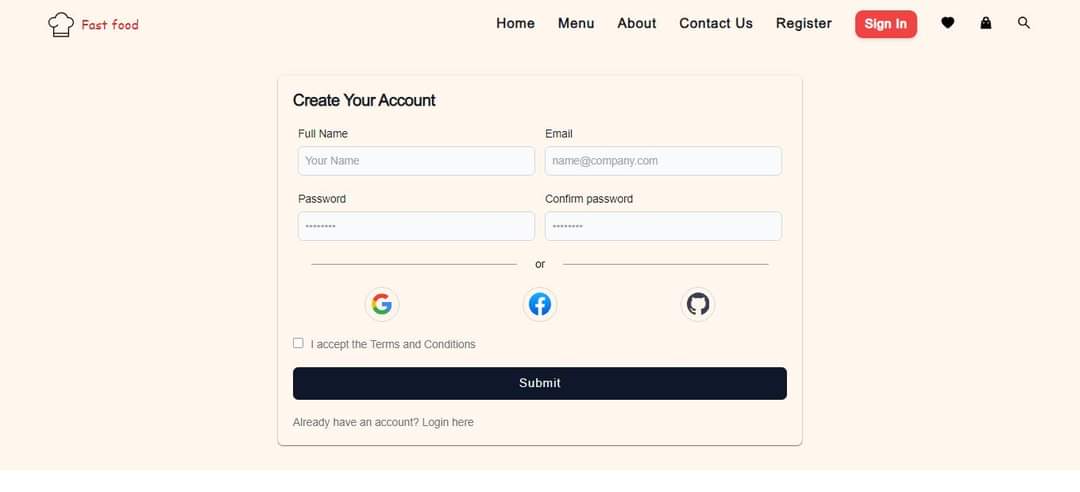 Fast food
Home Menu About Contact Us Register Sign In
Create Your Account
Full Name Email
Your Name name@company.com
Password Confirm password
•••••••• ••••••••
or
I accept the Terms and Conditions
Submit
Already have an account? Login here